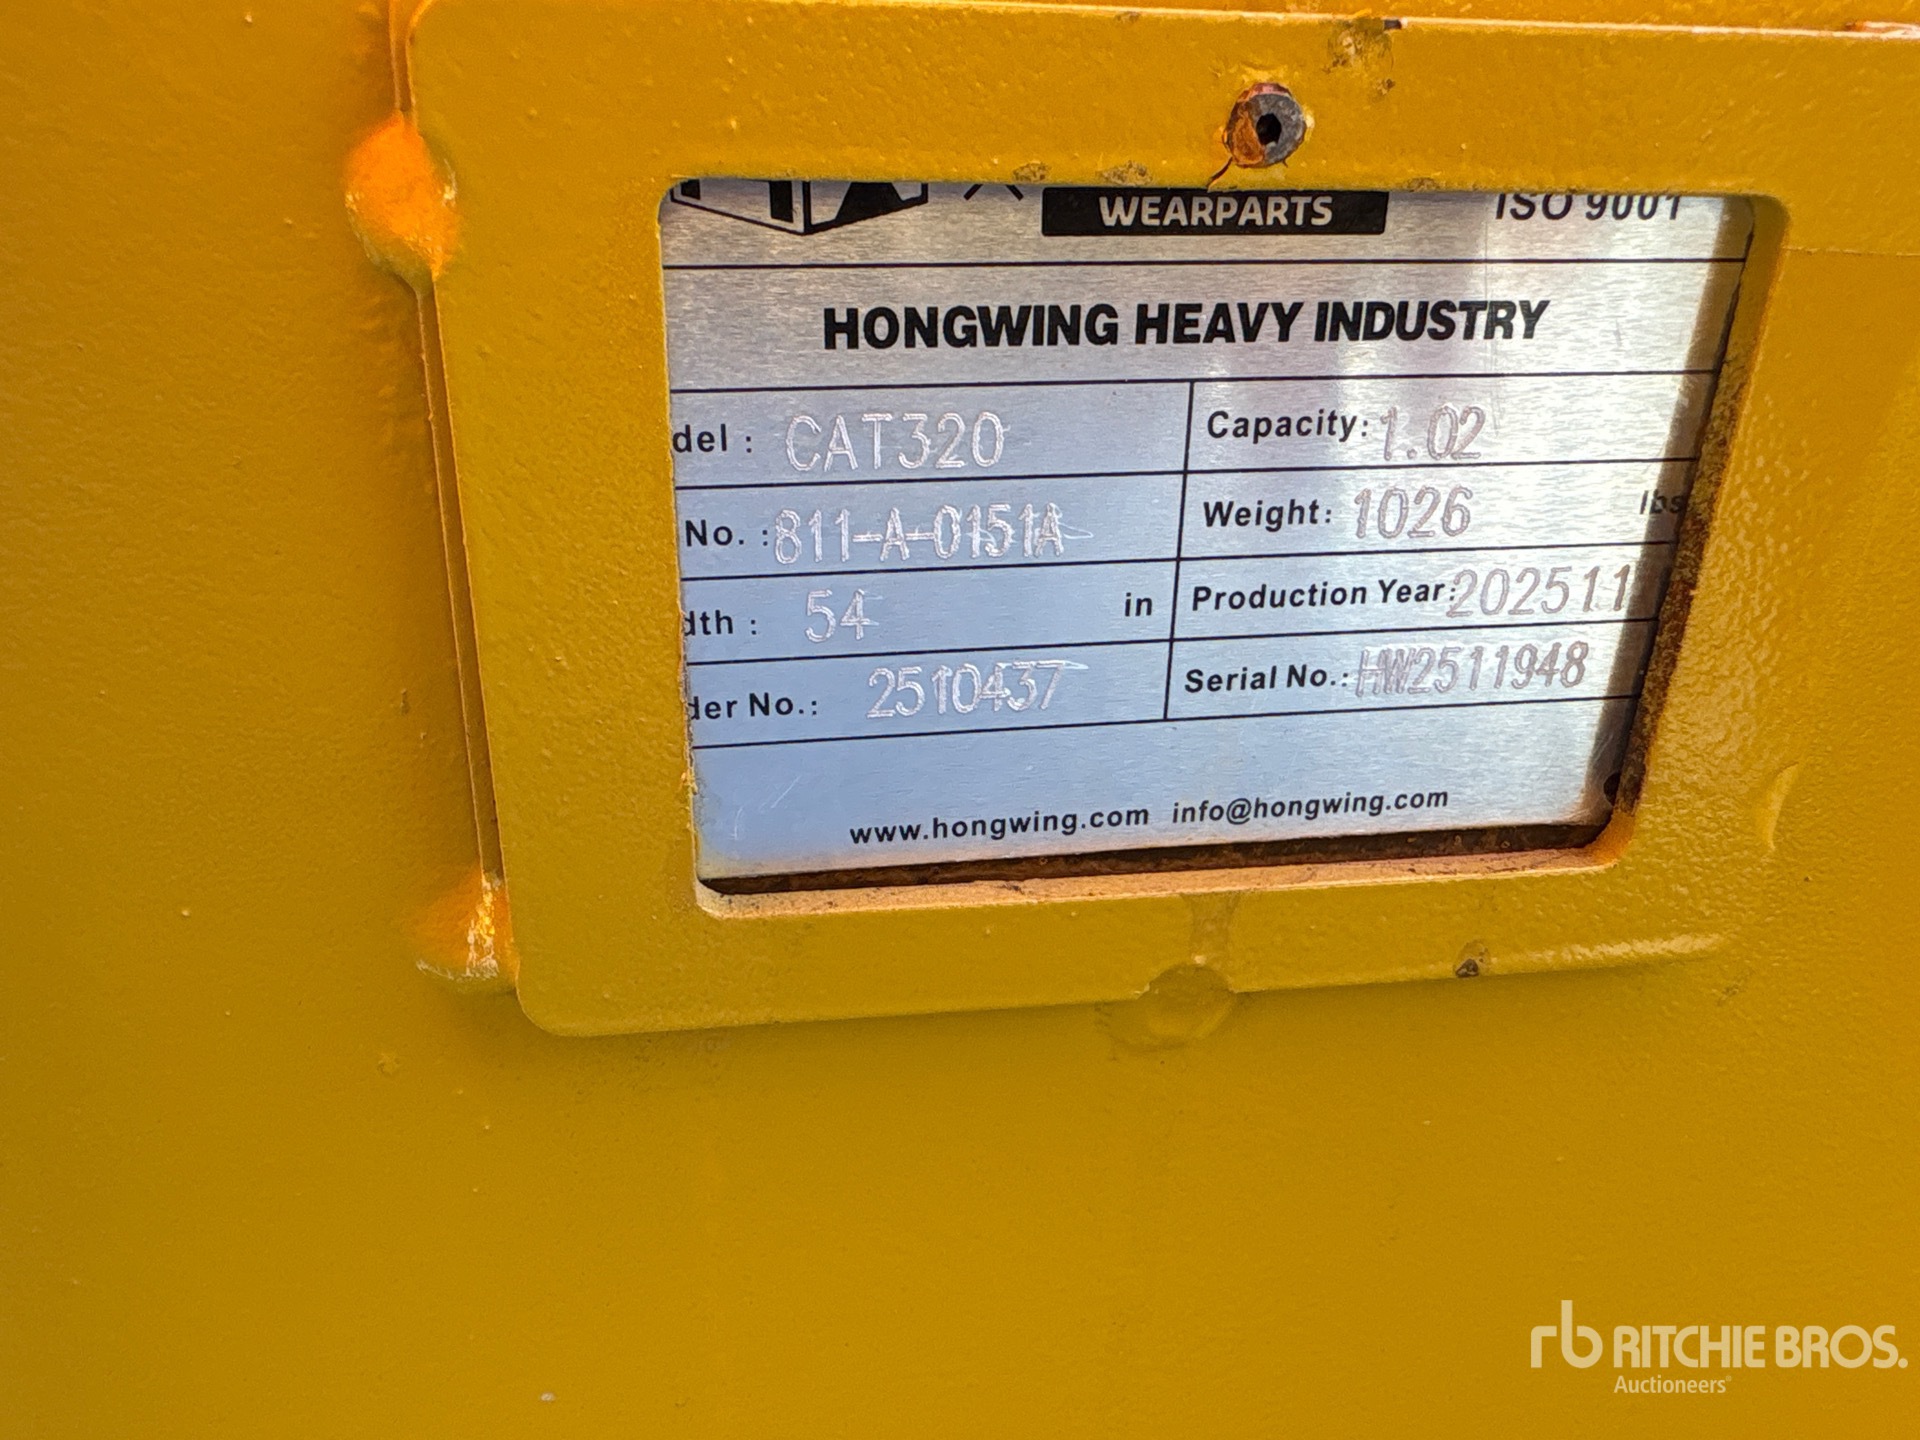 WEARPARTS
ISO 9001
HONGWING HEAVY INDUSTRY
del : CAT320
Capacity: 1.02
No. : 811-A-0151A
Weight: 1026 lbs
dth : 54 in
Production Year: 202511
der No.: 2510437
Serial No.: HW2511948
www.hongwing.com info@hongwing.com
rb RITCHIE BROS.
Auctioneers